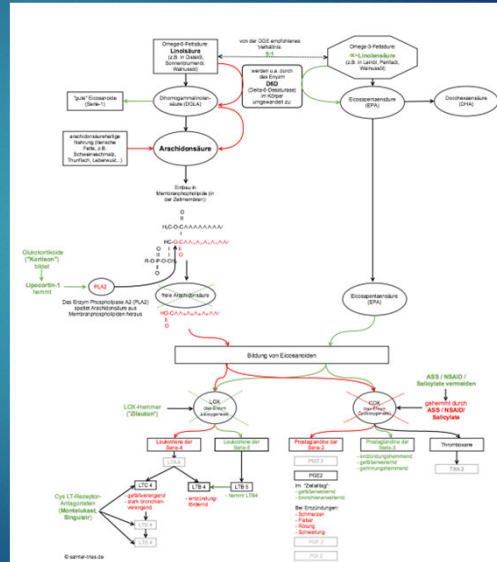 Omega-6-Fettsäure:
Linolsäure
(z.B. in Distelöl,
Sonnenblumenöl,
Walnussöl)
von der DGE empfohlenes
Verhältnis
5:1
Omega-3-Fettsäure:
(z.B. in Leinöl, Perillaöl,
Walnussöl)
werden u.a. durch
das Enzym
D6D
(Delta-6-Desaturase)
im Körper
umgewandelt zu:
"gute" Eicosanoide
(Serie-1)
säure (DGLA)
Eicosapentaensäure
(EPA)
(DHA)
arachidonsäurehaltige
Nahrung (tierische
Fette, z.B.
Schweineschmalz,
Thunfisch, Leberwurst...)
Arachidonsäure
Einbau in
Membranphospholipide (in
der Zellmembran):
Glukokortikoide
("Kortison")
bildet
Lipocortin-1
hemmt
PLA2
Das Enzym Phospholipase A2 (PLA2)
spaltet Arachidonsäure aus
Membranphospholipiden heraus
freie Arachidonsäure
Eicosapentaensäure
(EPA)
Bildung von Eicosanoiden
LOX-Hemmer
("Zileuton")
LOX
COX
ASS / NSAID /
Salicylate vermeiden
gehemmt durch
ASS / NSAID/
Salicylate
Leukotriene der
Serie-4
Leukotriene der
Serie-5
Prostaglandine der
Serie-2
Prostaglandine der
Serie-3
Thromboxane
LTC 4
- gefäßverengend
- stark bronchien-
verengend
LTB 4
- entzündung-
fördernd
LTB 5
- hemmt LTB4
PGE2
Im "Zellalltag":
- gefäßerweiternd
- bronchienerweiternd
Bei Entzündungen:
- Schmerzen
- Fieber
- Rötung
- Schwellung
- entzündungshemmend
- gefäßerweiternd
- gerinnungshemmend
Cys LT-Rezeptor-
Antagonisten
(Montelukast,
Singulair)
© samter-trias.de